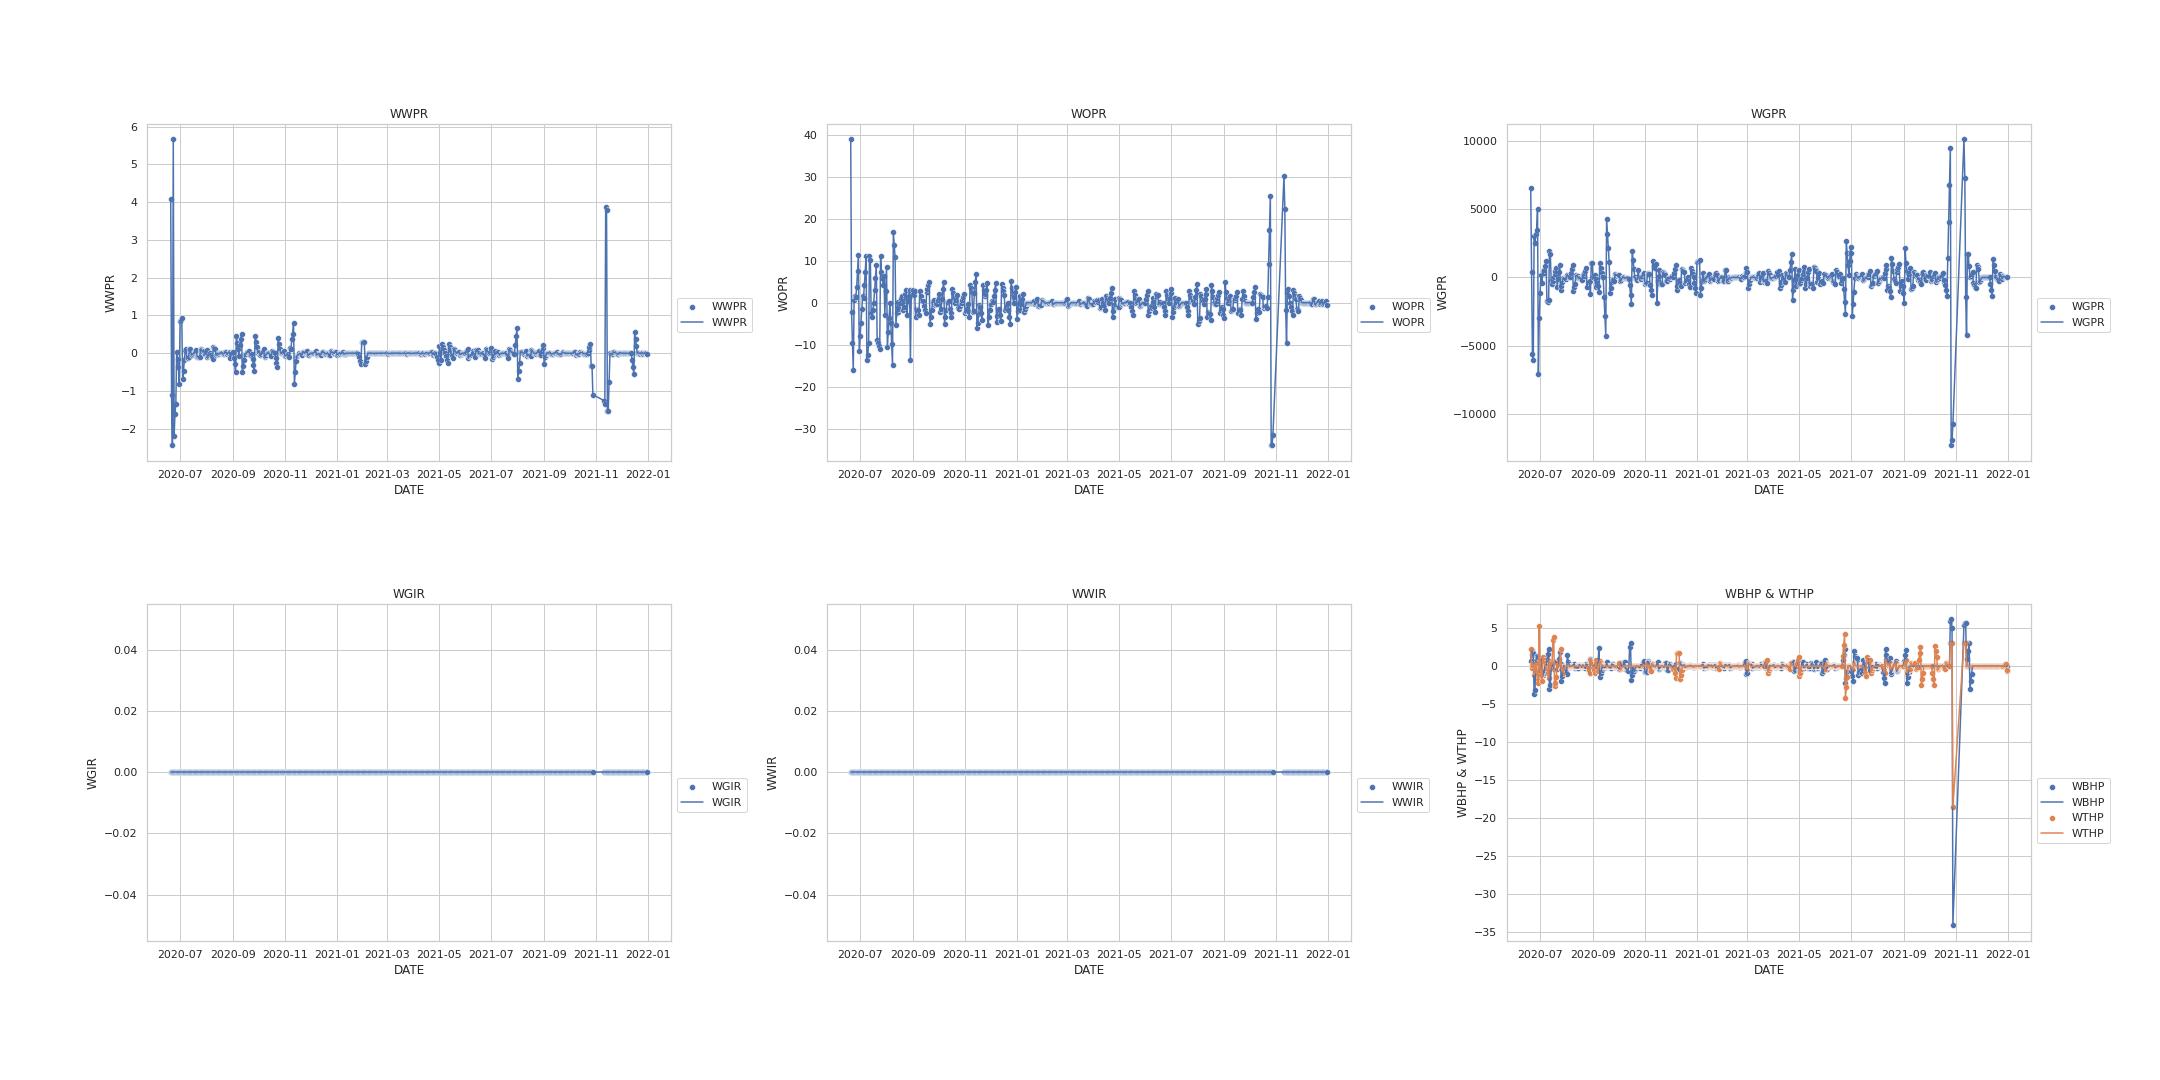 WWPR
6
5
4
3
2
1
0
−1
−2
WWPR
2020-07 2020-09 2020-11 2021-01 2021-03 2021-05 2021-07 2021-09 2021-11 2022-01
DATE
WWPR
WWPR
WOPR
40
30
20
10
0
−10
−20
−30
WOPR
2020-07 2020-09 2020-11 2021-01 2021-03 2021-05 2021-07 2021-09 2021-11 2022-01
DATE
WOPR
WOPR
WGPR
10000
5000
0
−5000
−10000
WGPR
2020-07 2020-09 2020-11 2021-01 2021-03 2021-05 2021-07 2021-09 2021-11 2022-01
DATE
WGPR
WGPR
WGIR
0.04
0.02
0.00
−0.02
−0.04
WGIR
2020-07 2020-09 2020-11 2021-01 2021-03 2021-05 2021-07 2021-09 2021-11 2022-01
DATE
WGIR
WGIR
WWIR
0.04
0.02
0.00
−0.02
−0.04
WWIR
2020-07 2020-09 2020-11 2021-01 2021-03 2021-05 2021-07 2021-09 2021-11 2022-01
DATE
WWIR
WWIR
WBHP & WTHP
5
0
−5
−10
−15
−20
−25
−30
−35
WBHP & WTHP
2020-07 2020-09 2020-11 2021-01 2021-03 2021-05 2021-07 2021-09 2021-11 2022-01
DATE
WBHP
WBHP
WTHP
WTHP